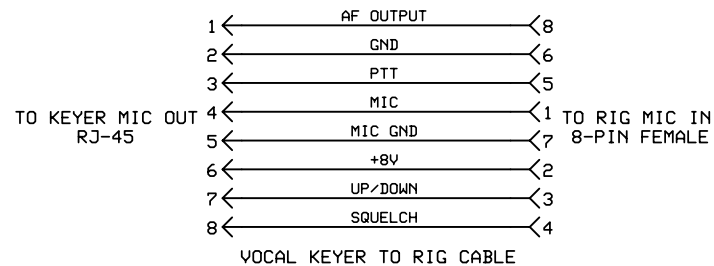 1 AF OUTPUT 8
2 GND 6
3 PTT 5
4 MIC 1
5 MIC GND 7
6 +8V 2
7 UP/DOWN 3
8 SQUELCH 4
TO KEYER MIC OUT
RJ-45
TO RIG MIC IN
8-PIN FEMALE
VOCAL KEYER TO RIG CABLE